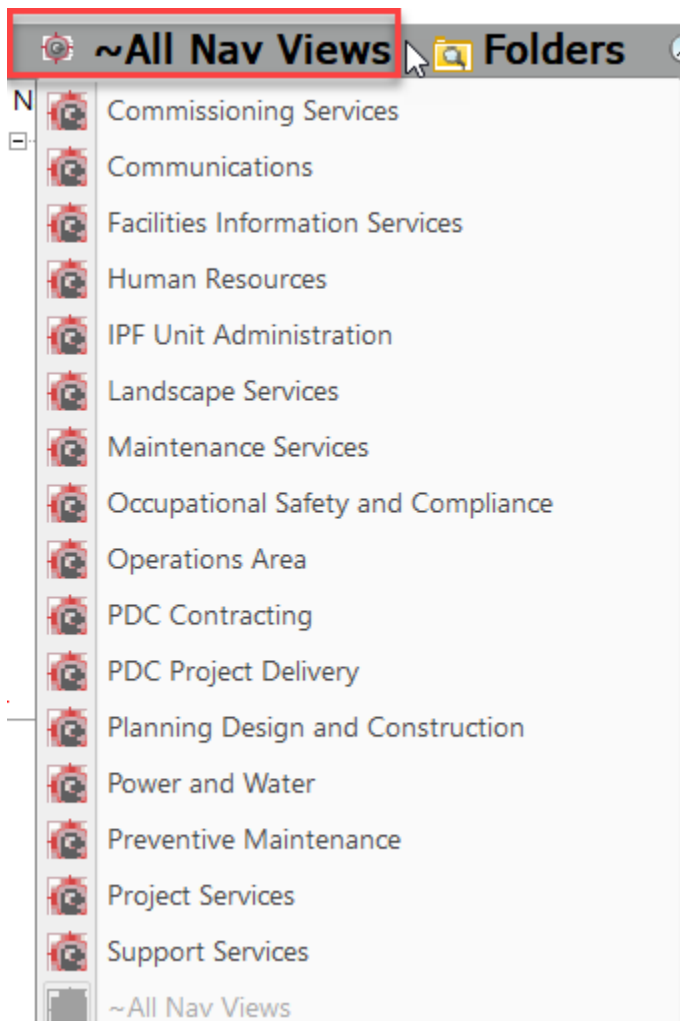 ~All Nav Views Folders
N
Commissioning Services
Communications
Facilities Information Services
Human Resources
IPF Unit Administration
Landscape Services
Maintenance Services
Occupational Safety and Compliance
Operations Area
PDC Contracting
PDC Project Delivery
Planning Design and Construction
Power and Water
Preventive Maintenance
Project Services
Support Services
~All Nav Views